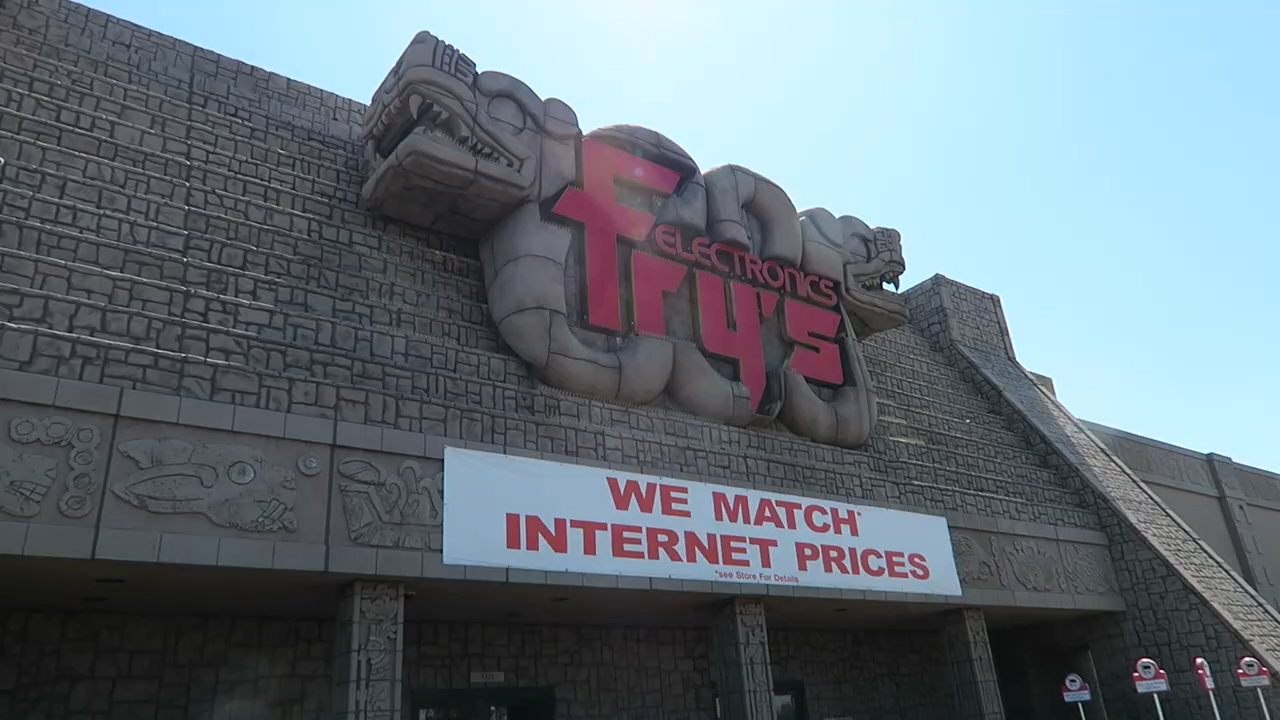 Fry's
ELECTRONICS
WE MATCH*
INTERNET PRICES
*see Store For Details